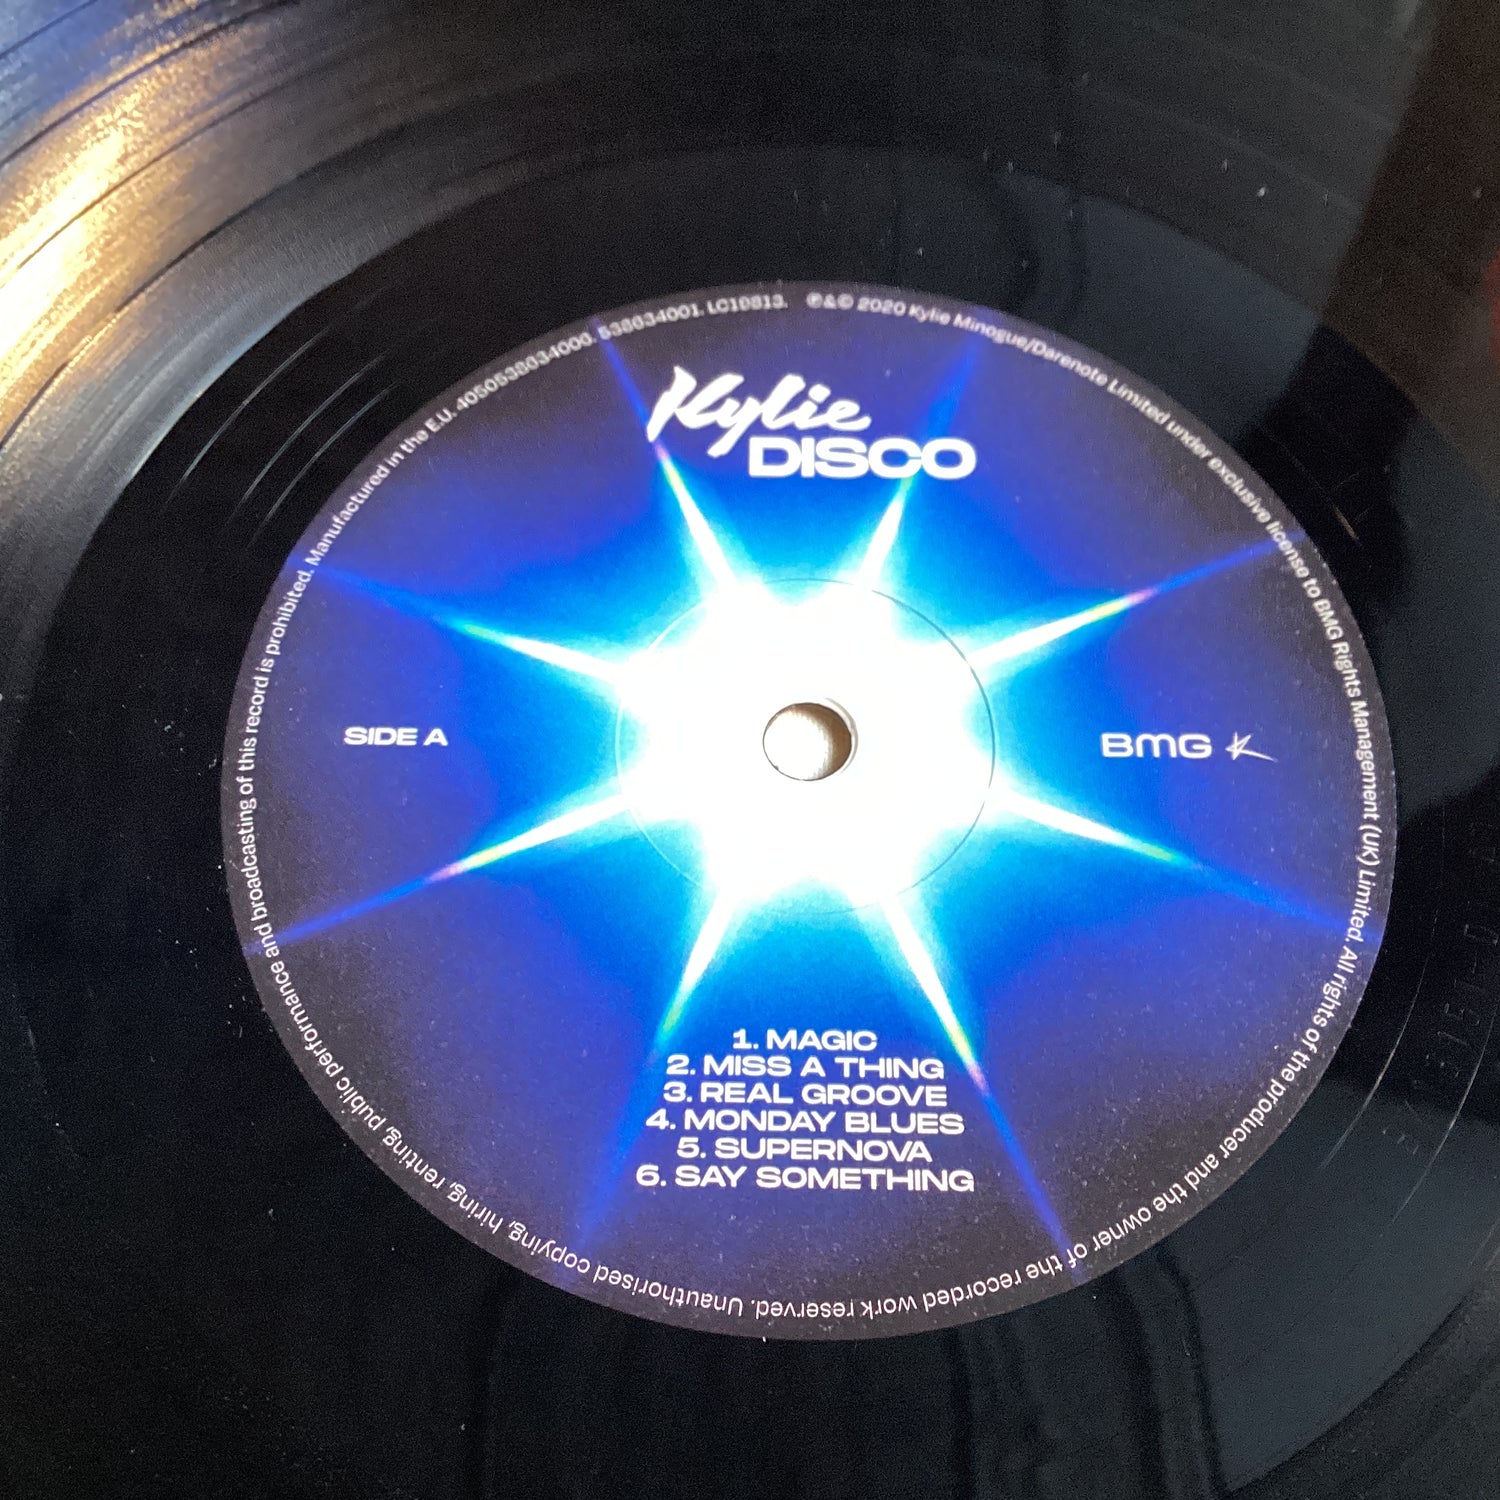 Kylie
DISCO
SIDE A
BMG K
1. MAGIC
2. MISS A THING
3. REAL GROOVE
4. MONDAY BLUES
5. SUPERNOVA
6. SAY SOMETHING
℗&© 2020 Kylie Minogue/Darenote Limited under exclusive license to BMG Rights Management (UK) Limited. All rights of the producer and the owner of the recorded work reserved. Unauthorised copying, hiring, renting, public performance and broadcasting of this record is prohibited. Manufactured in the E.U. 4050538034000. 538034001. LC10813.